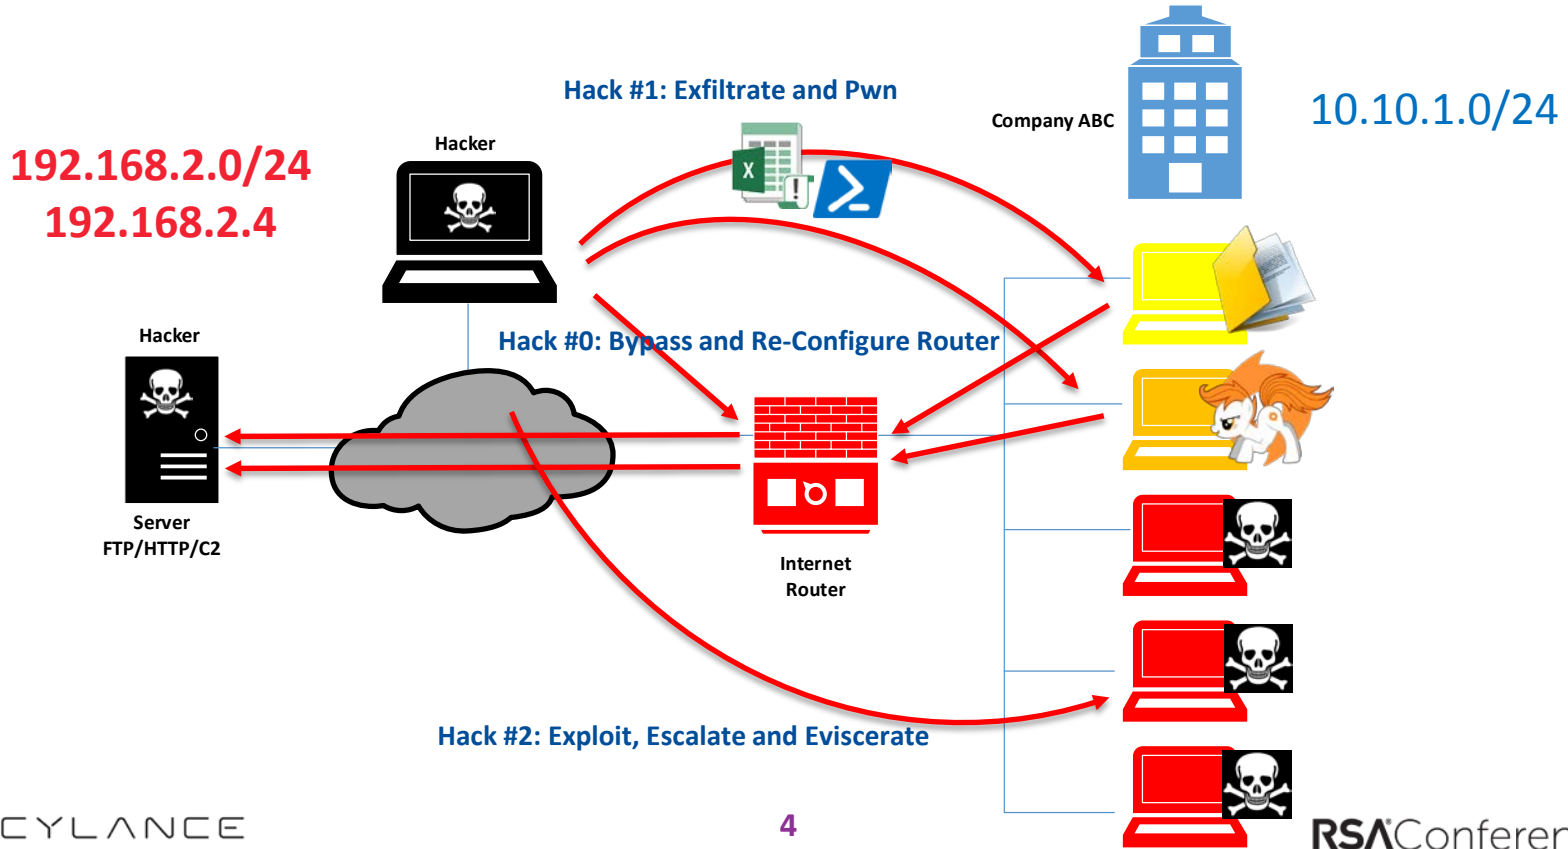 Hack #1: Exfiltrate and Pwn
Company ABC
10.10.1.0/24
Hacker
192.168.2.0/24
192.168.2.4
X
!
Hacker
Hack #0: Bypass and Re-Configure Router
Server
FTP/HTTP/C2
Internet
Router
Hack #2: Exploit, Escalate and Eviscerate
CYLANCE
4
RSA Conferen